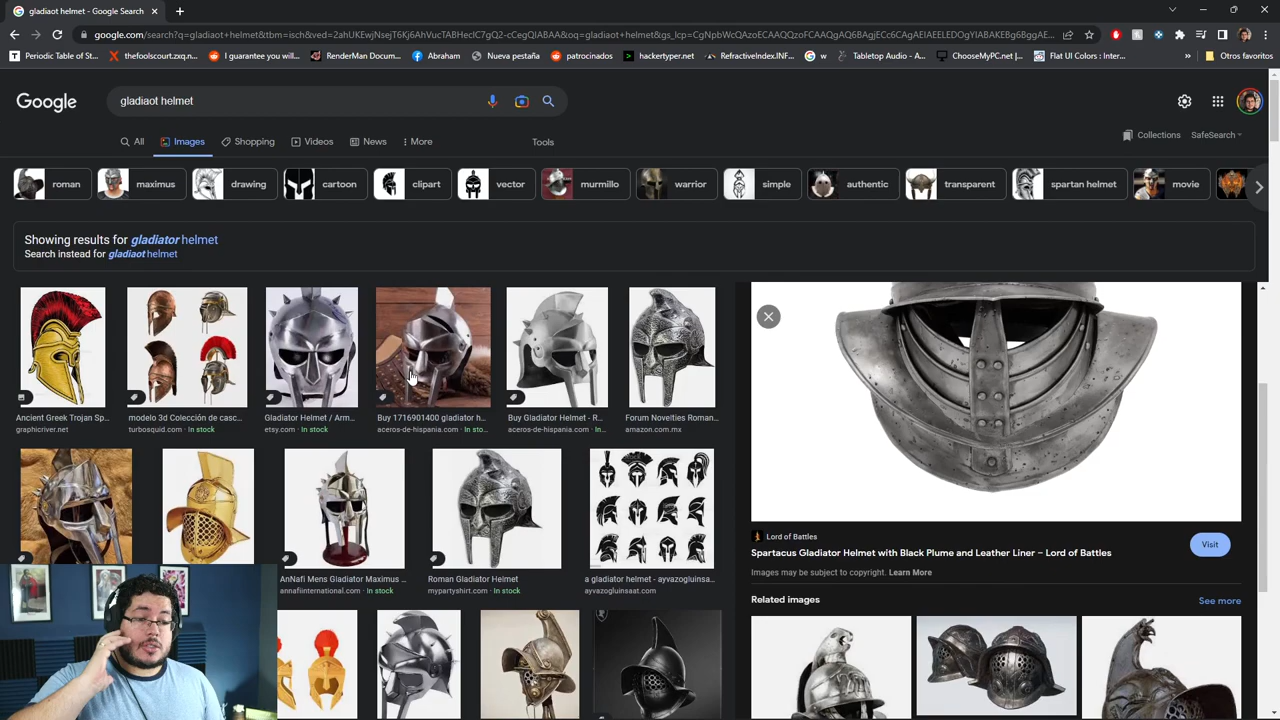 gladiaot helmet - Google Search
google.com/search?q=gladiaot+helmet&tbm=isch&ved=2ahUKEwjNsejT6Kj6AhVucTABHecIC7gQ2-cCegQIABAA&oq=gladiaot+helmet&gs_lcp=CgNpbWcQAzoECAAQQzoFCAAQgAQ6BAgjECc6CAgAEIAEELEDOgYIABAKEBg6BggAE...
Periodic Table of St...
thefoolscourt.zxq.n...
I guarantee you wil...
RenderMan Docum...
Abraham
Nueva pestaña
patrocinados
hackertyper.net
RefractiveIndex.INF...
w
Tabletop Audio - A...
ChooseMyPC.net |...
Flat UI Colors : Inter...
»
Otros favoritos
Google
gladiaot helmet
All
Images
Shopping
Videos
News
More
Tools
Collections
SafeSearch
roman
maximus
drawing
cartoon
clipart
vector
murmillo
warrior
simple
authentic
transparent
spartan helmet
movie
Showing results for gladiator helmet
Search instead for gladiaot helmet
Ancient Greek Trojan Sp...
graphicriver.net
modelo 3d Colección de casc...
turbosquid.com · In stock
Gladiator Helmet / Arm...
etsy.com · In stock
Buy 1716901400 gladiator h...
aceros-de-hispania.com · In sto...
Buy Gladiator Helmet - R...
aceros-de-hispania.com · In...
Forum Novelties Roman...
amazon.com.mx
AnNafi Mens Gladiator Maximus ...
annafiinternational.com · In stock
Roman Gladiator Helmet
mypartyshirt.com · In stock
a gladiator helmet - ayvazogluinsa...
ayvazogluinsaat.com
Lord of Battles
Spartacus Gladiator Helmet with Black Plume and Leather Liner – Lord of Battles
Visit
Images may be subject to copyright. Learn More
Related images
See more